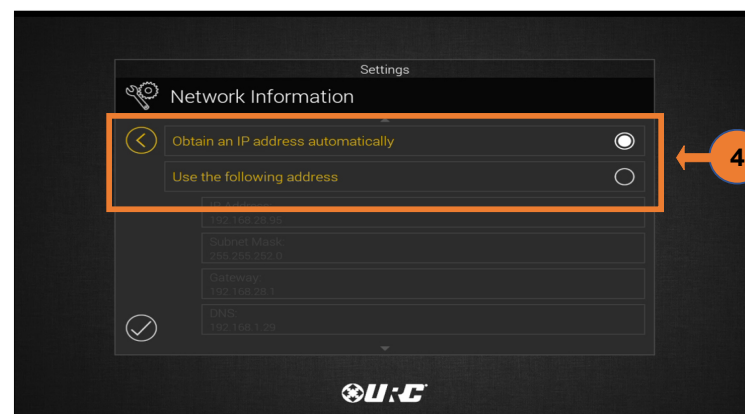 Settings
Network Information
Obtain an IP address automatically
4
Use the following address
IP Address:
192.168.28.95
Subnet Mask:
255.255.252.0
Gateway:
192.168.28.1
DNS:
192.168.1.29
URC